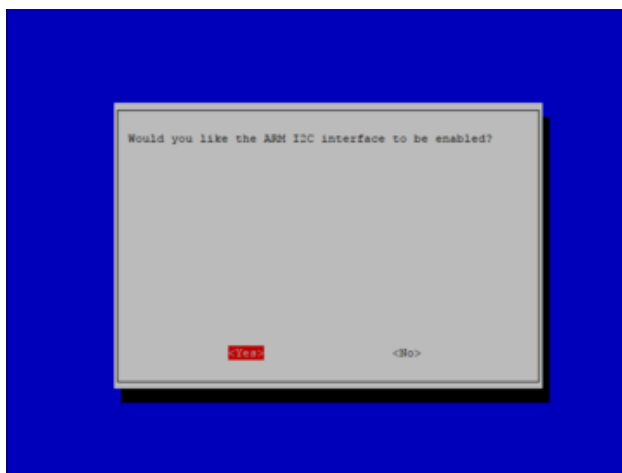 Would you like the ARM I2C interface to be enabled?
<Yes> <No>